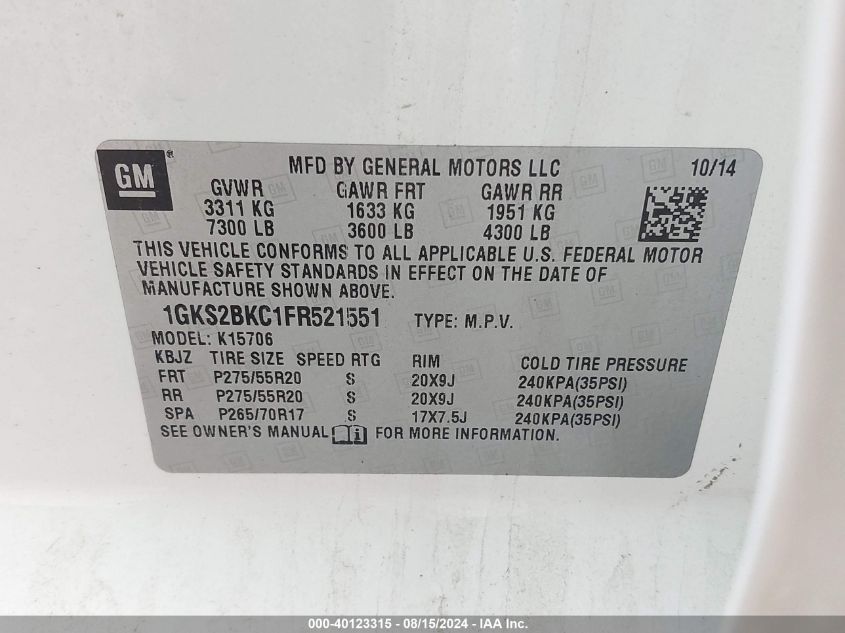 GM® MFD BY GENERAL MOTORS LLC 10/14
GVWR GAWR FRT GAWR RR
3311 KG 1633 KG 1951 KG
7300 LB 3600 LB 4300 LB
THIS VEHICLE CONFORMS TO ALL APPLICABLE U.S. FEDERAL MOTOR
VEHICLE SAFETY STANDARDS IN EFFECT ON THE DATE OF
MANUFACTURE SHOWN ABOVE.
1GKS2BKC1FR521551 TYPE: M.P.V.
MODEL: K15706
KBJZ TIRE SIZE SPEED RTG RIM COLD TIRE PRESSURE
FRT P275/55R20 S 20X9J 240KPA(35PSI)
RR P275/55R20 S 20X9J 240KPA(35PSI)
SPA P265/70R17 S 17X7.5J 240KPA(35PSI)
SEE OWNER'S MANUAL FOR MORE INFORMATION.
000-40123315 - 08/15/2024 - IAA Inc.